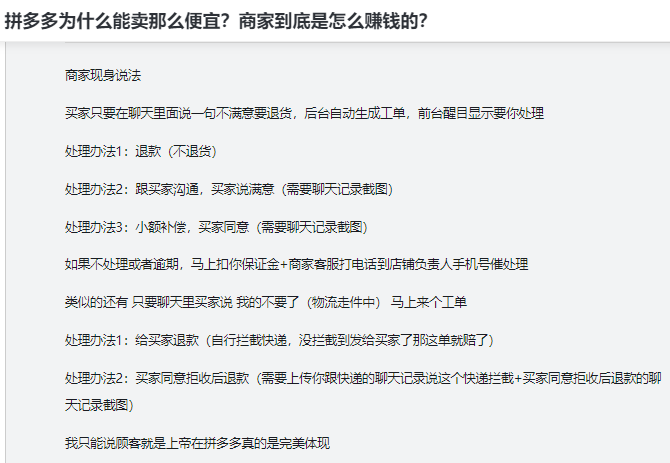 拼多多为什么能卖那么便宜？商家到底是怎么赚钱的？
商家现身说法
买家只要在聊天里面说一句不满意要退货，后台自动生成工单，前台醒目显示要你处理
处理办法1：退款（不退货）
处理办法2：跟买家沟通，买家说满意（需要聊天记录截图）
处理办法3：小额补偿，买家同意（需要聊天记录截图）
如果不处理或者逾期，马上扣你保证金+商家客服打电话到店铺负责人手机号催处理
类似的还有 只要聊天里买家说 我的不要了（物流走件中） 马上来个工单
处理办法1：给买家退款（自行拦截快递，没拦截到发给买家了那这单就赔了）
处理办法2：买家同意拒收后退款（需要上传你跟快递的聊天记录说这个快递拦截+买家同意拒收后退款的聊
天记录截图）
我只能说顾客就是上帝在拼多多真的是完美体现